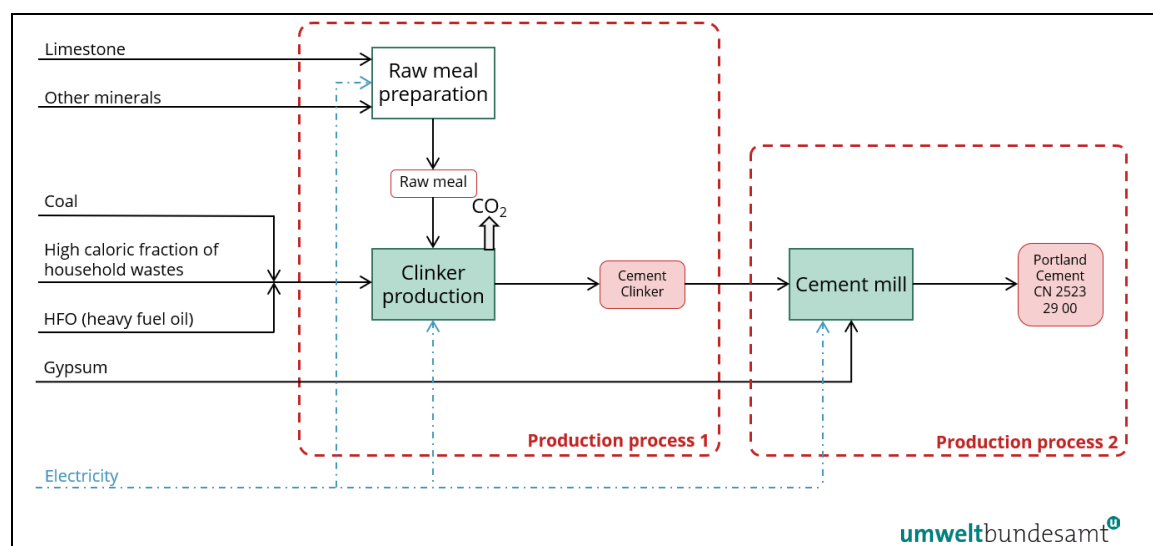 Limestone
Other minerals
Raw meal
preparation
Raw meal
CO₂
Coal
High caloric fraction of
household wastes
HFO (heavy fuel oil)
Gypsum
Clinker
production
Cement
Clinker
Cement mill
Portland
Cement
CN 2523
29 00
Production process 1
Production process 2
Electricity
umweltbundesamt
u